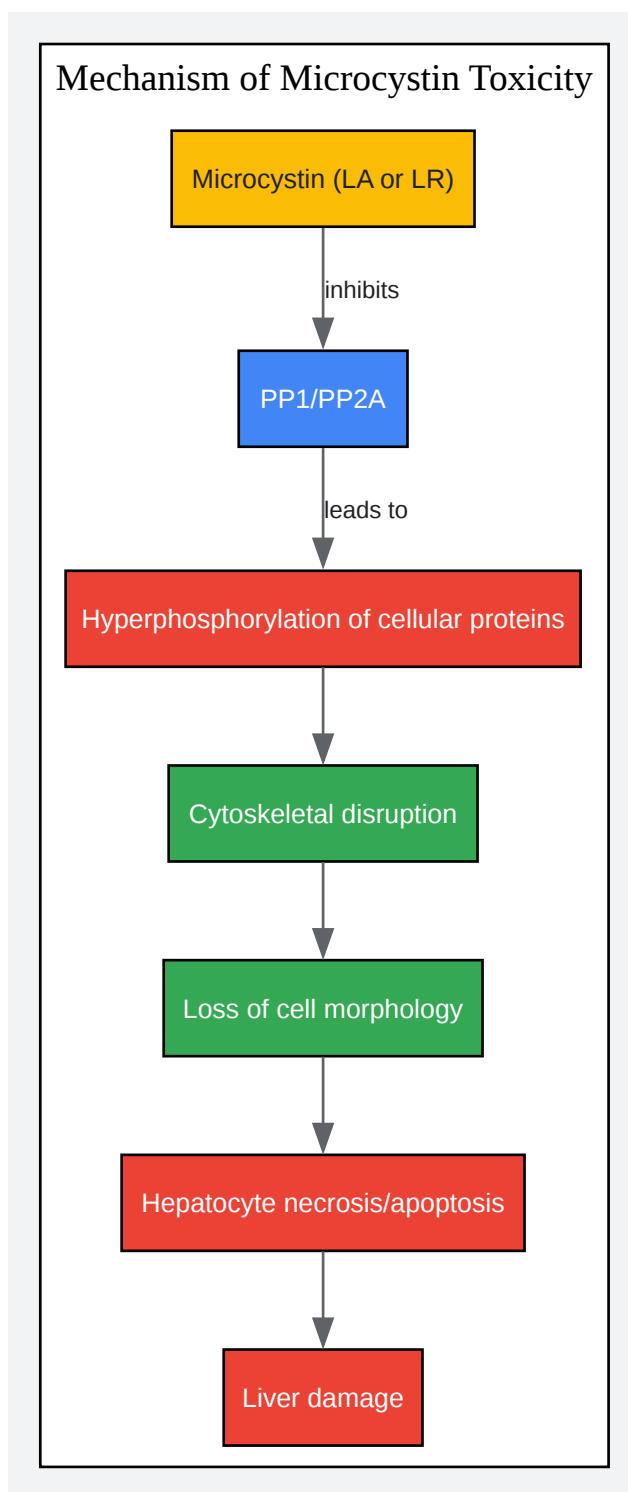 Mechanism of Microcystin Toxicity
Microcystin (LA or LR)
inhibits
PP1/PP2A
leads to
Hyperphosphorylation of cellular proteins
Cytoskeletal disruption
Loss of cell morphology
Hepatocyte necrosis/apoptosis
Liver damage